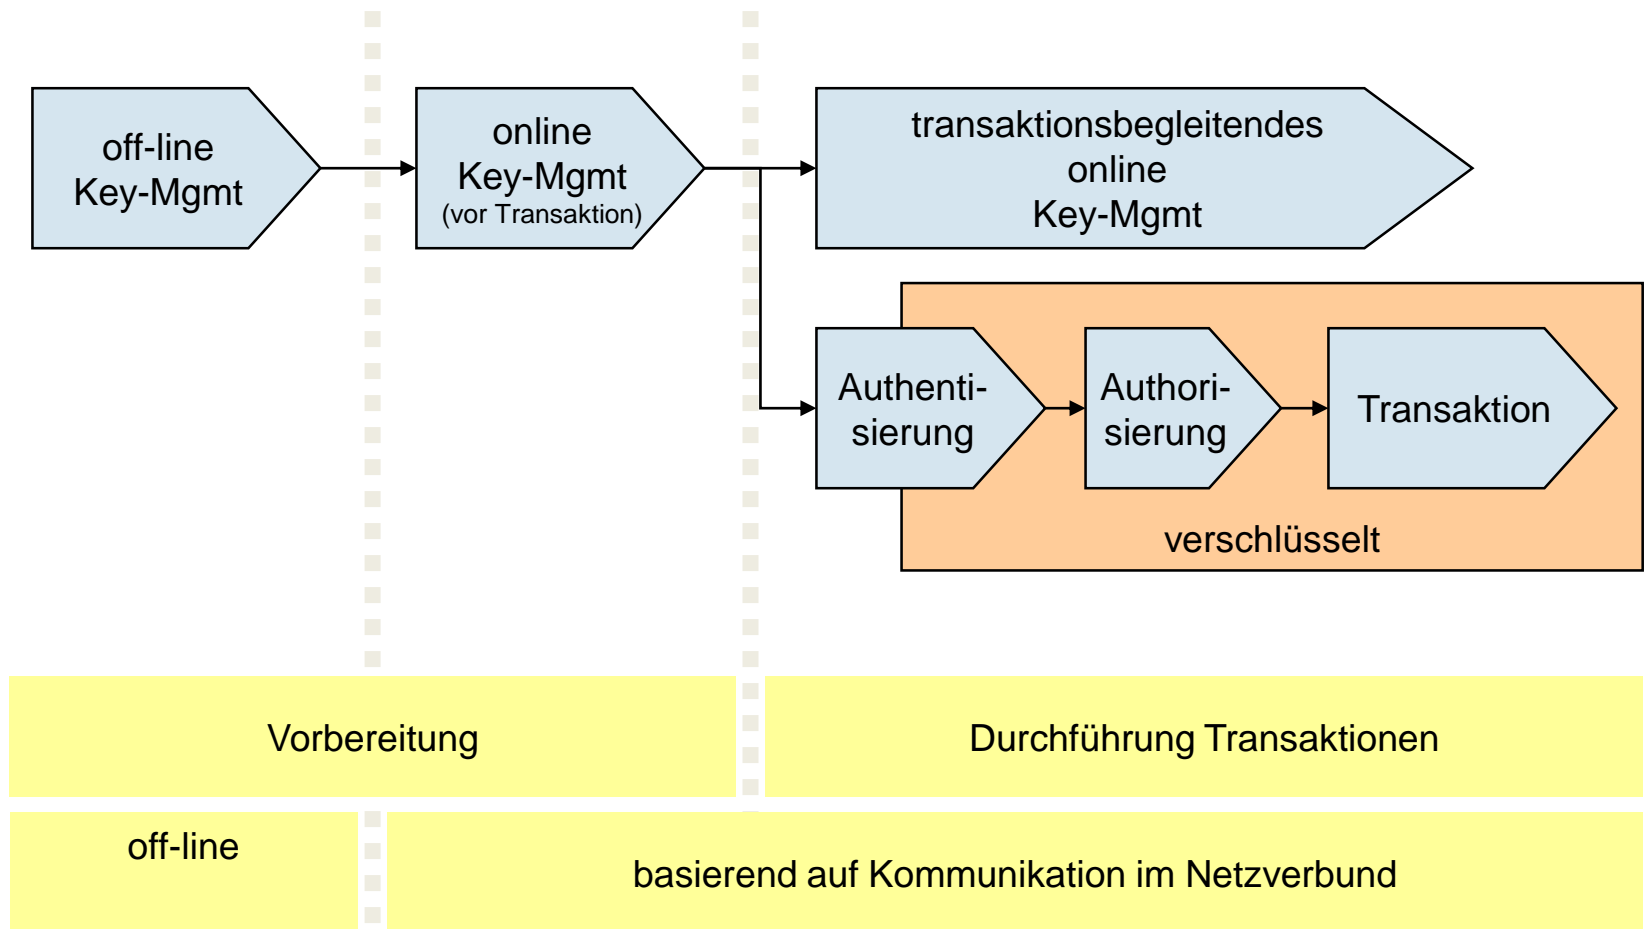 off-line
Key-Mgmt
online
Key-Mgmt
(vor Transaktion)
transaktionsbegleitendes
online
Key-Mgmt
Authenti-
sierung
Authori-
sierung
Transaktion
verschlüsselt
Vorbereitung
Durchführung Transaktionen
off-line
basierend auf Kommunikation im Netzverbund